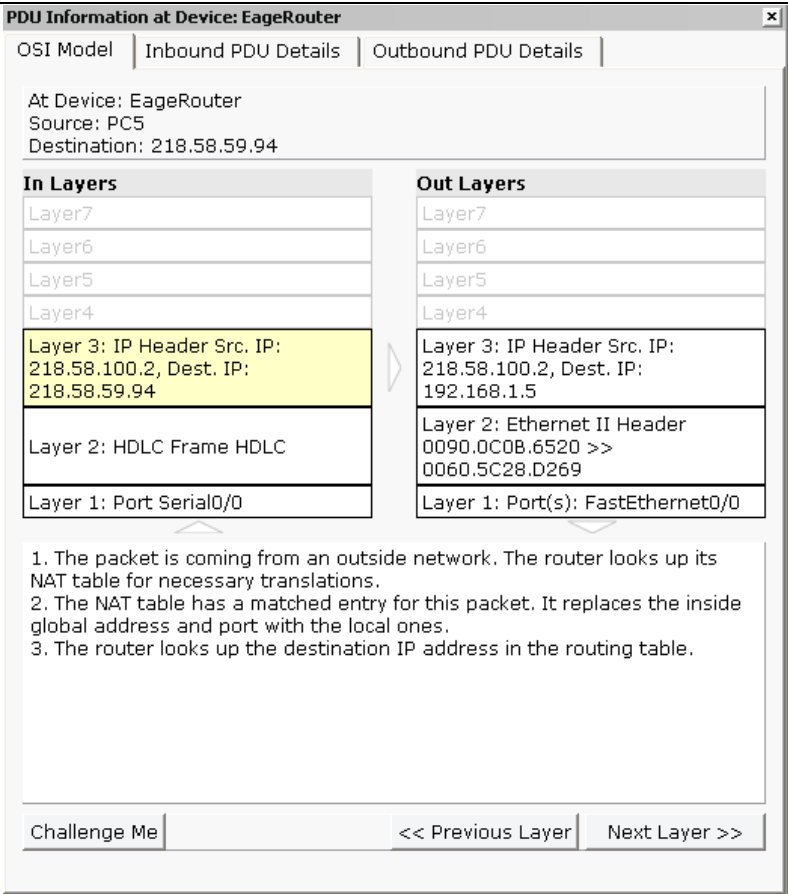 PDU Information at Device: EageRouter
OSI Model
Inbound PDU Details
Outbound PDU Details
At Device: EageRouter
Source: PC5
Destination: 218.58.59.94
In Layers
Layer7
Layer6
Layer5
Layer4
Layer 3: IP Header Src. IP:
218.58.100.2, Dest. IP:
218.58.59.94
Layer 2: HDLC Frame HDLC
Layer 1: Port Serial0/0
Out Layers
Layer7
Layer6
Layer5
Layer4
Layer 3: IP Header Src. IP:
218.58.100.2, Dest. IP:
192.168.1.5
Layer 2: Ethernet II Header
0090.0C0B.6520 >>
0060.5C28.D269
Layer 1: Port(s): FastEthernet0/0
1. The packet is coming from an outside network. The router looks up its
NAT table for necessary translations.
2. The NAT table has a matched entry for this packet. It replaces the inside
global address and port with the local ones.
3. The router looks up the destination IP address in the routing table.
Challenge Me
<< Previous Layer
Next Layer >>